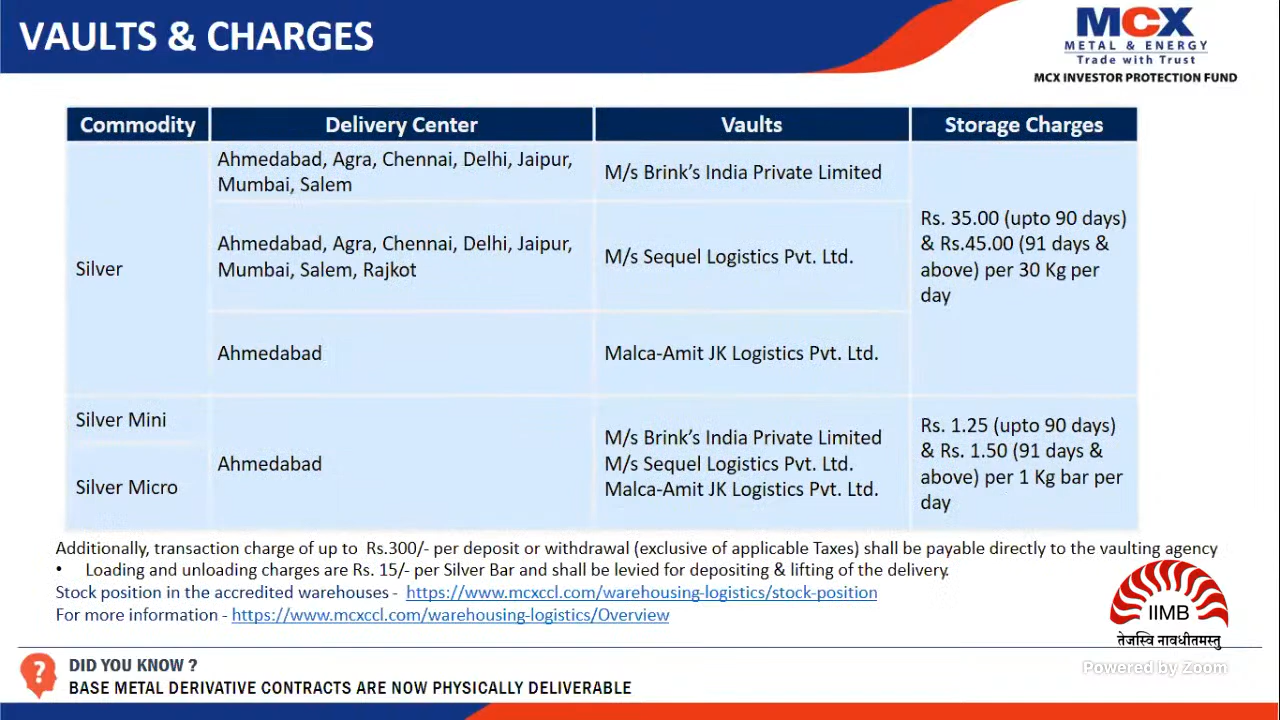 VAULTS & CHARGES
MCX
METAL & ENERGY
Trade with Trust
MCX INVESTOR PROTECTION FUND
Commodity
Delivery Center
Vaults
Storage Charges
Silver
Ahmedabad, Agra, Chennai, Delhi, Jaipur,
Mumbai, Salem
M/s Brink’s India Private Limited
Ahmedabad, Agra, Chennai, Delhi, Jaipur,
Mumbai, Salem, Rajkot
M/s Sequel Logistics Pvt. Ltd.
Ahmedabad
Malca-Amit JK Logistics Pvt. Ltd.
Rs. 35.00 (upto 90 days)
& Rs.45.00 (91 days &
above) per 30 Kg per
day
Silver Mini
Silver Micro
Ahmedabad
M/s Brink’s India Private Limited
M/s Sequel Logistics Pvt. Ltd.
Malca-Amit JK Logistics Pvt. Ltd.
Rs. 1.25 (upto 90 days)
& Rs. 1.50 (91 days &
above) per 1 Kg bar per
day
Additionally, transaction charge of up to Rs.300/- per deposit or withdrawal (exclusive of applicable Taxes) shall be payable directly to the vaulting agency
• Loading and unloading charges are Rs. 15/- per Silver Bar and shall be levied for depositing & lifting of the delivery.
Stock position in the accredited warehouses - https://www.mcxccl.com/warehousing-logistics/stock-position
For more information - https://www.mcxccl.com/warehousing-logistics/Overview
IIMB
तेजस्वि नावधीतमस्तु
Powered by Zoom
?
DID YOU KNOW ?
BASE METAL DERIVATIVE CONTRACTS ARE NOW PHYSICALLY DELIVERABLE